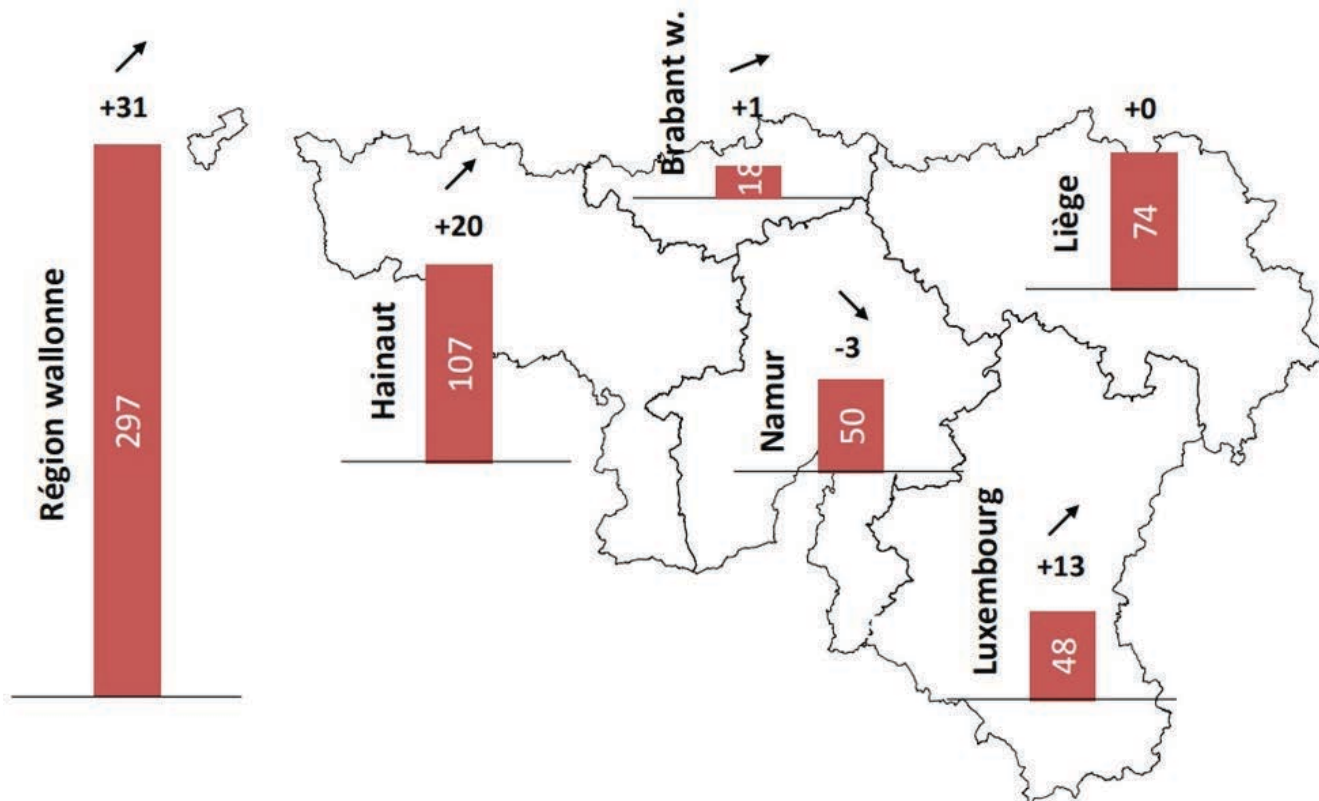 +31
297
Région wallonne
+20
107
Hainaut
+1
18
Brabant w.
-3
50
Namur
+0
74
Liège
+13
48
Luxembourg